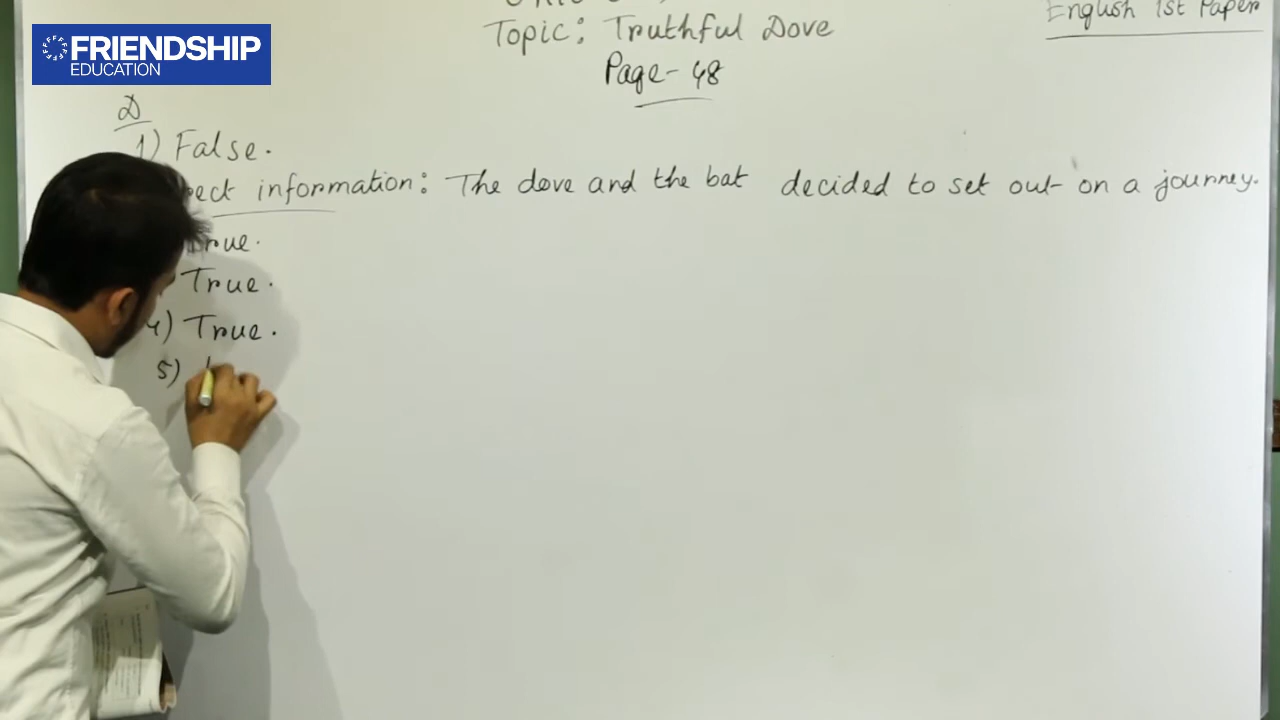 FRIENDSHIP
EDUCATION
English 1st Paper
Topic: Truthful Dove
Page- 48
D
1) False.
information: The dove and the bat decided to set out on a journey.
True.
True.
4) True.
5)